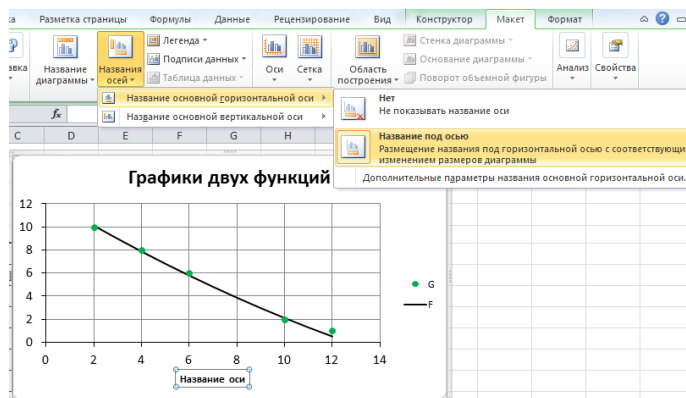 Разметка страницы Формулы Данные Рецензирование Вид Конструктор Макет Формат
Название диаграммы
Названия осей
Легенда
Подписи данных
Таблица данных
Оси
Сетка
Область построения
Стенка диаграммы
Основание диаграммы
Поворот объемной фигуры
Анализ
Свойства
Название основной горизонтальной оси
Название основной вертикальной оси
Нет
Не показывать название оси
Название под осью
Размещение названия под горизонтальной осью с соответствующи
изменением размеров диаграммы
Дополнительные параметры названия основной горизонтальной оси.
fx
C D E F G H
Графики двух функций
12
10
8
6
4
2
0
0 2 4 6 8 10 12 14
G
F
Название оси